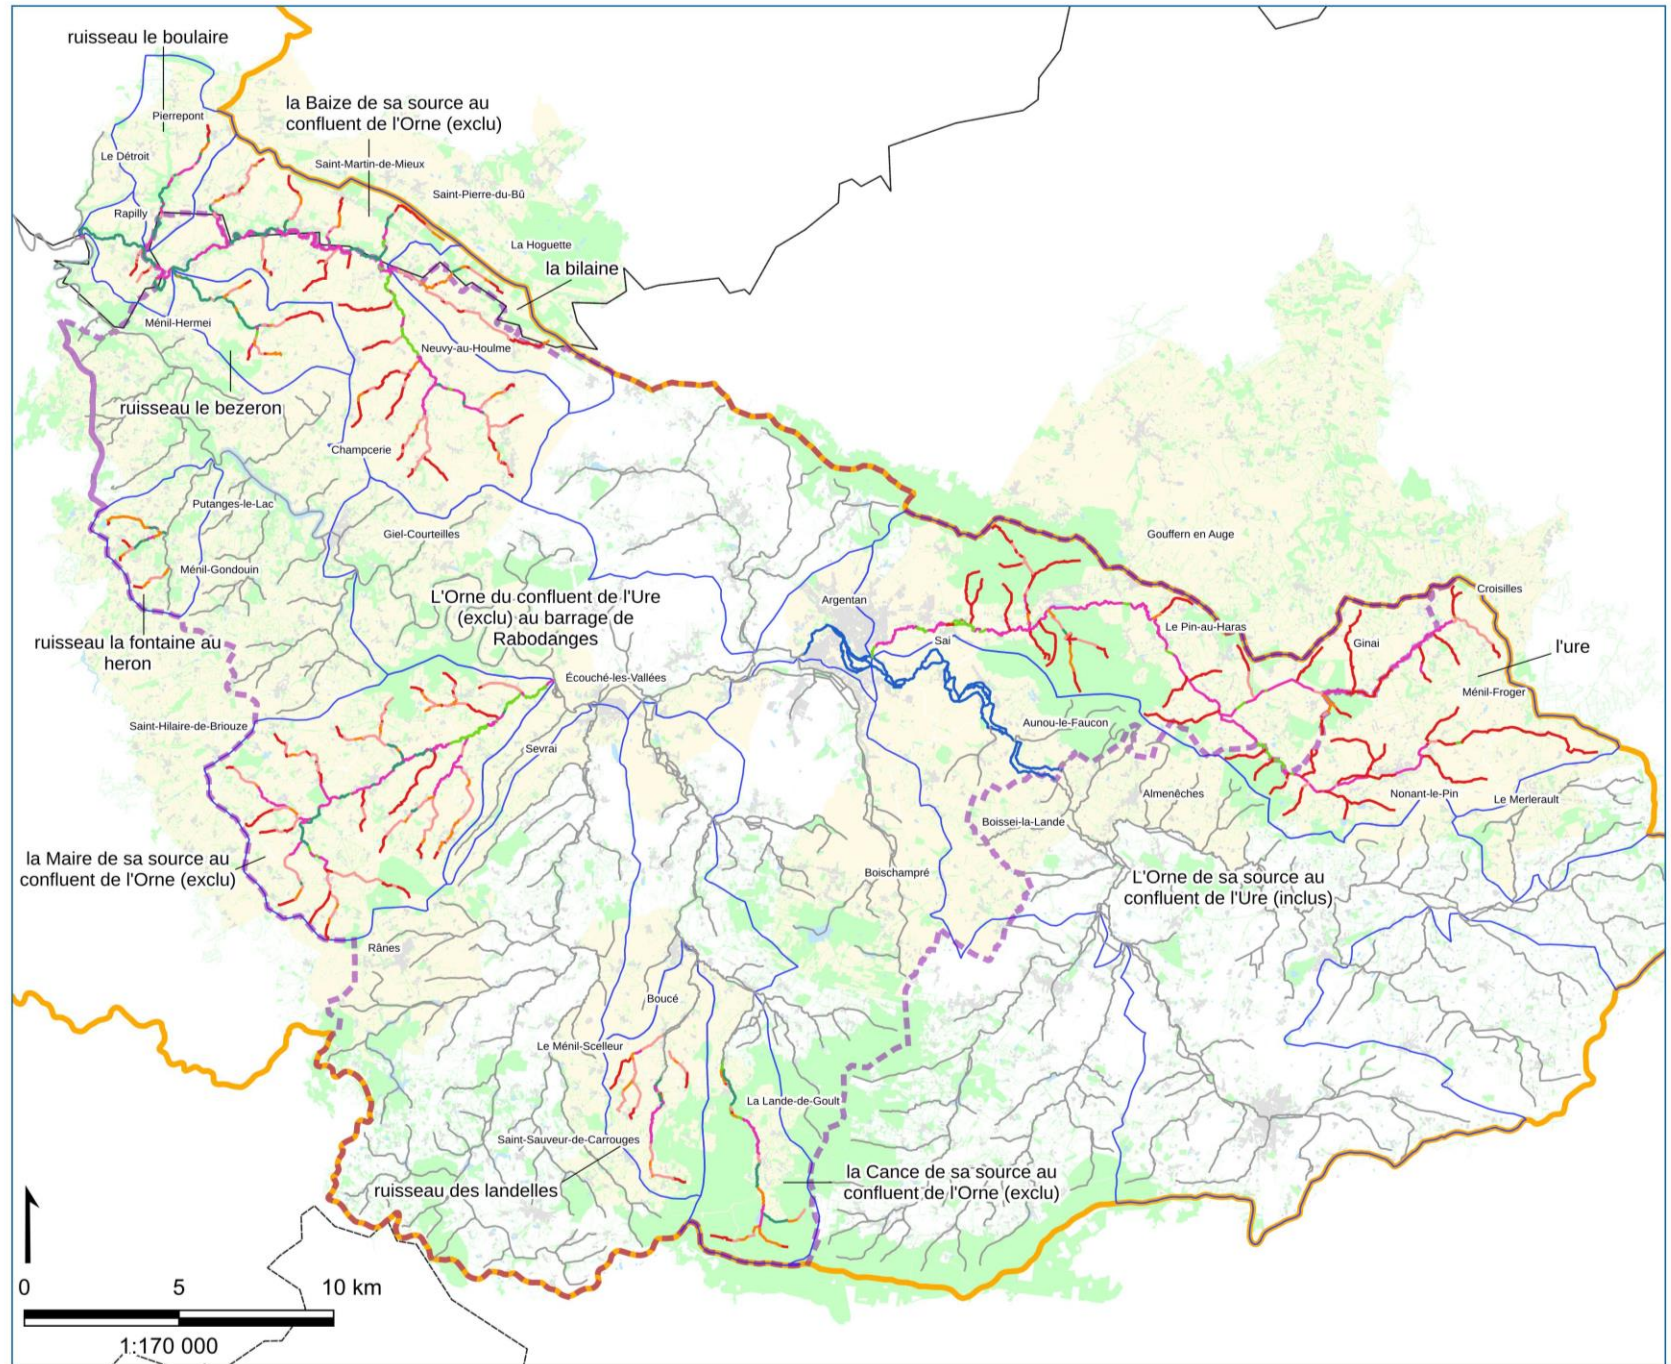 ruisseau le boulaire
Pierrepont
la Baize de sa source au
confluent de l'Orne (exclu)
Le Détroit
Saint-Martin-de-Mieux
Saint-Pierre-du-Bû
Rapilly
La Hoguette
la bilaine
Ménil-Hermei
Neuvy-au-Houlme
ruisseau le bezeron
Champcerie
Putanges-le-Lac
Giel-Courteilles
Gouffern en Auge
Ménil-Gondouin
L'Orne du confluent de l'Ure
(exclu) au barrage de
Rabodanges
Argentan
Croisilles
Le Pin-au-Haras
Sai
Ginai
l'ure
ruisseau la fontaine au
heron
Écouché-les-Vallées
Ménil-Froger
Saint-Hilaire-de-Briouze
Aunou-le-Faucon
Sevrai
Almenêches
Nonant-le-Pin
Le Merlerault
Boissei-la-Lande
la Maire de sa source au
confluent de l'Orne (exclu)
Boischampré
L'Orne de sa source au
confluent de l'Ure (inclus)
Rânes
Boucé
Le Ménil-Scelleur
La Lande-de-Goult
Saint-Sauveur-de-Carrouges
ruisseau des landelles
la Cance de sa source au
confluent de l'Orne (exclu)
0 5 10 km
1:170 000